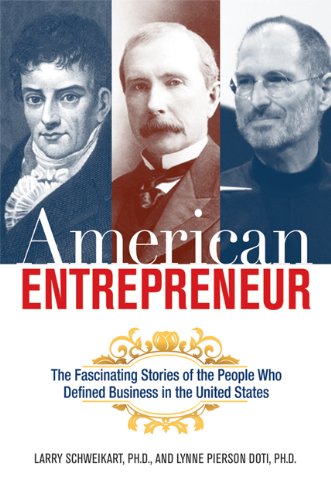 American
ENTREPRENEUR
The Fascinating Stories of the People Who
Defined Business in the United States
LARRY SCHWEIKART, PH.D., AND LYNNE PIERSON DOTI, PH.D.